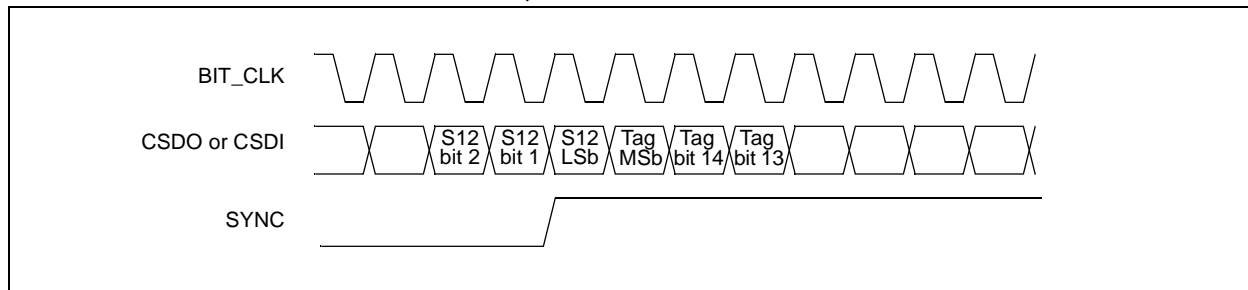 BIT_CLK
CSDO or CSDI
S12 bit 2
S12 bit 1
S12 LSb
Tag MSb
Tag bit 14
Tag bit 13
SYNC